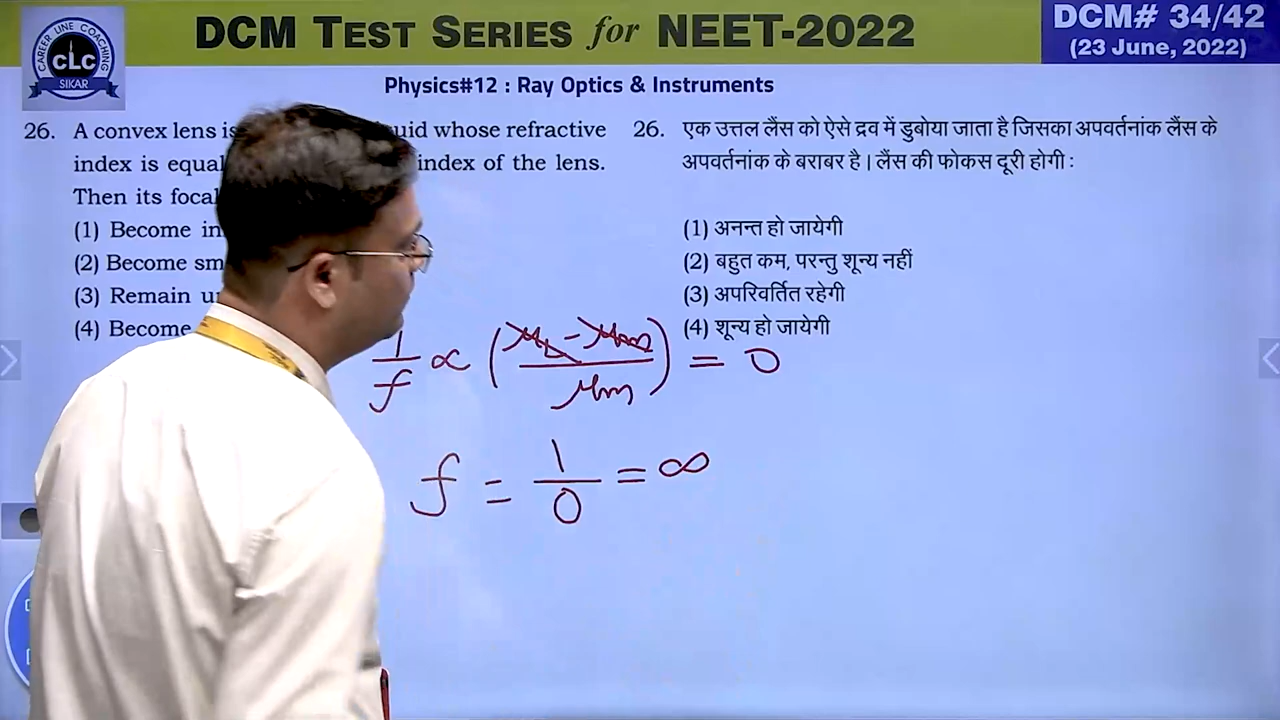 DCM TEST SERIES for NEET-2022
DCM# 34/42
(23 June, 2022)
CAREER LINE COACHING
CLC
SIKAR
Physics#12 : Ray Optics & Instruments
26. A convex lens is
uid whose refractive
index is equal
index of the lens.
Then its focal
(1) Become in
(2) Become sm
(3) Remain u
(4) Become
26. एक उत्तल लैंस को ऐसे द्रव में डुबोया जाता है जिसका अपवर्तनांक लैंस के
अपवर्तनांक के बराबर है। लैंस की फोकस दूरी होगी :
(1) अनन्त हो जायेगी
(2) बहुत कम, परन्तु शून्य नहीं
(3) अपरिवर्तित रहेगी
(4) शून्य हो जायेगी
1/f ∝ (μL - μm / μm) = 0
f = 1/0 = ∞